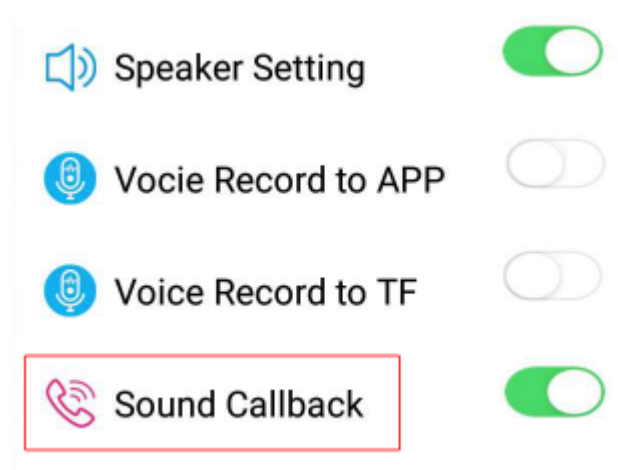 Speaker Setting
Vocie Record to APP
Voice Record to TF
Sound Callback